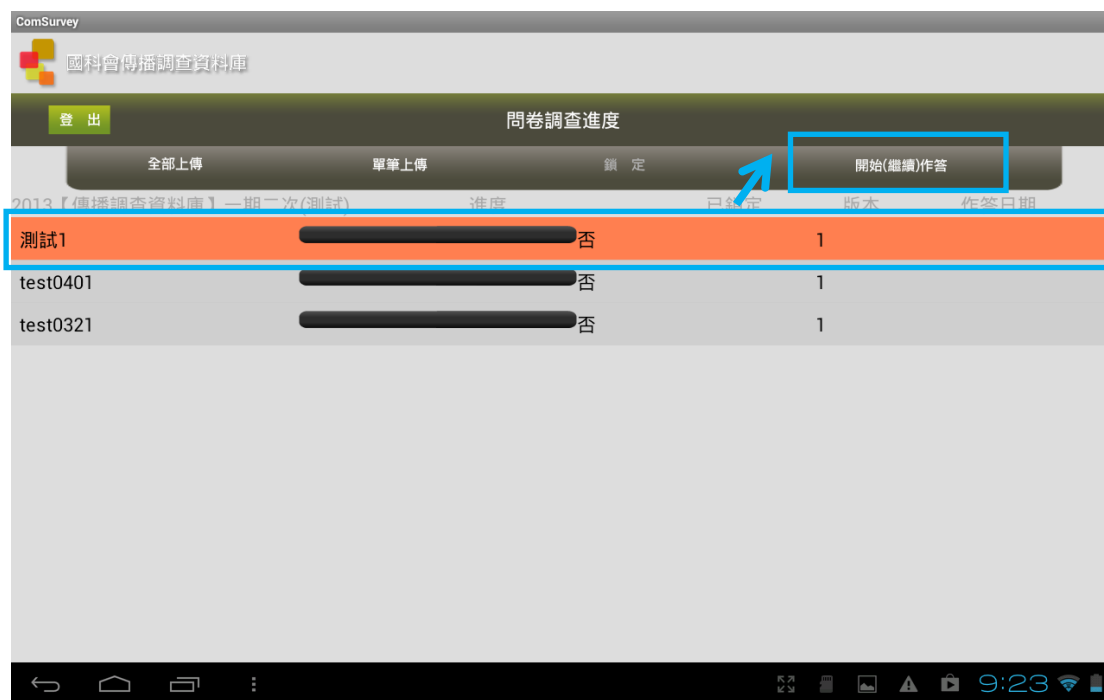 ComSurvey
國科會傳播調查資料庫
登 出 問卷調查進度
全部上傳 單筆上傳 鎖 定 開始(繼續)作答
2013【傳播調查資料庫】一期二次(測試) 進度 已鎖定 版本 作答日期
測試1 否 1
test0401 否 1
test0321 否 1
9:23